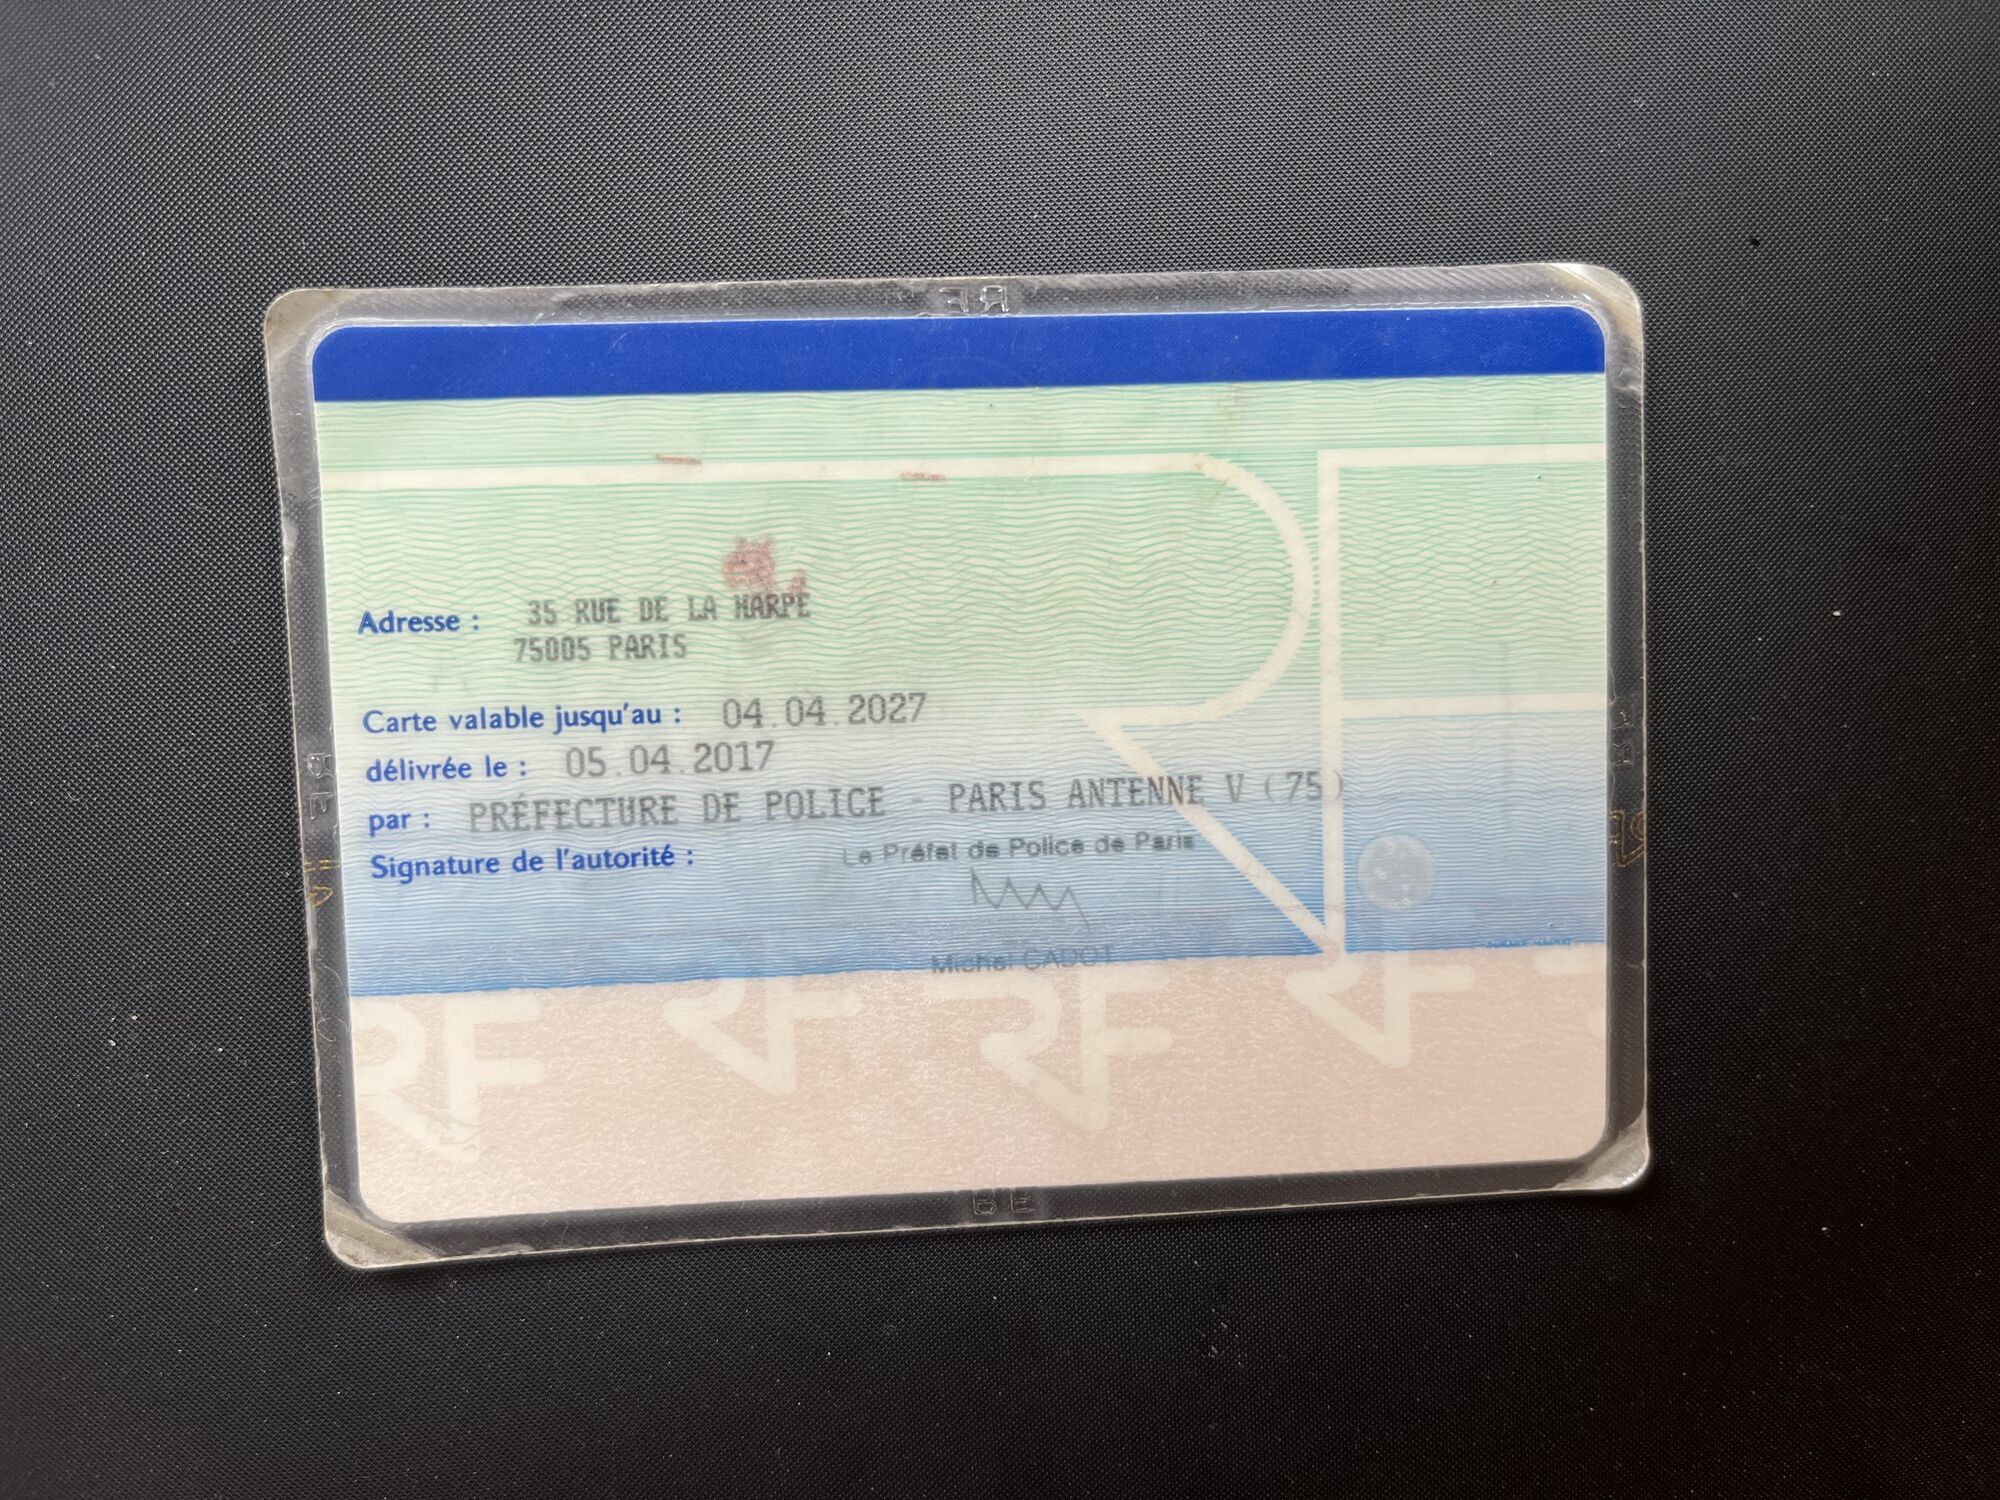 RF
Adresse : 35 RUE DE LA HARPE
75005 PARIS
Carte valable jusqu'au : 04.04.2027
délivrée le : 05.04.2017
par : PRÉFECTURE DE POLICE - PARIS ANTENNE V (75)
Signature de l'autorité : Le Préfet de Police de Paris
Michel CADOT
RF RF RF RF